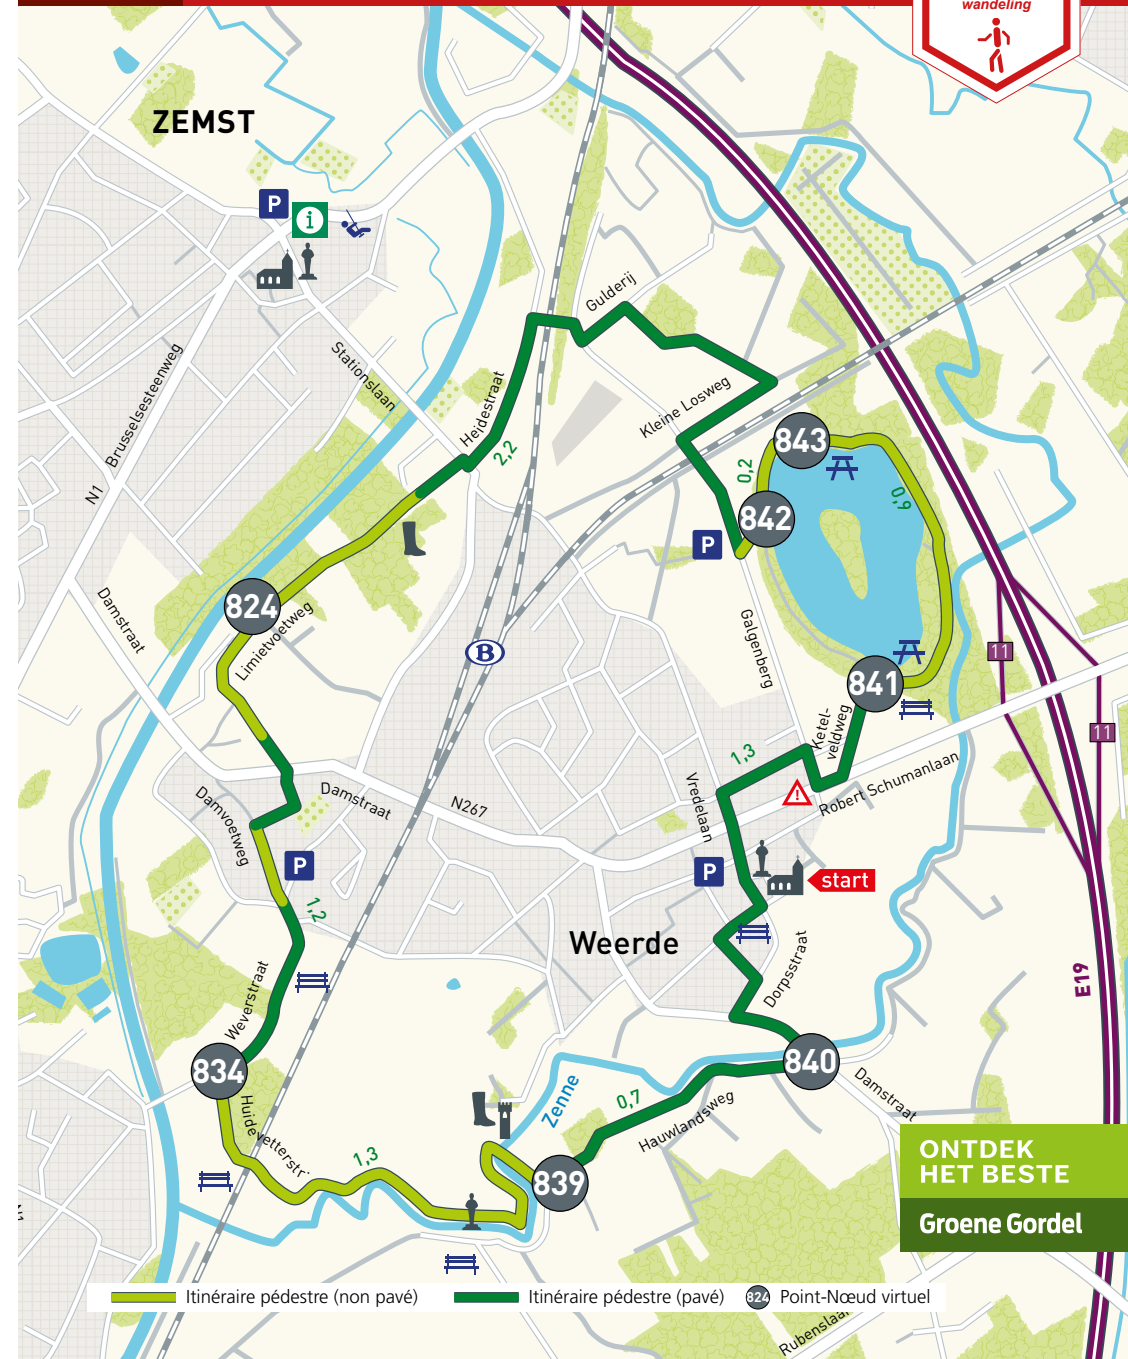 wandeling
ZEMST
P
i
Gulderij
Stationslaan
Brusselsesteenweg
N1
Heidestraat
2,2
Kleine Losweg
843
0,2
0,9
842
P
824
Limietvoetweg
Damstraat
B
Galgenberg
11
841
11
Ketel-
veldweg
1,3
Robert Schumanlaan
Vredelaan
Damstraat
N267
Damvoetweg
P
P
start
1,2
Weerde
Dorpsstraat
E19
Weverstraat
834
840
Zenne
Damstraat
0,7
Hauwlandsweg
Huidevetterstr.
1,3
839
ONTDEK
HET BESTE
Groene Gordel
Itinéraire pédestre (non pavé)
Itinéraire pédestre (pavé)
824
Point-Nœud virtuel